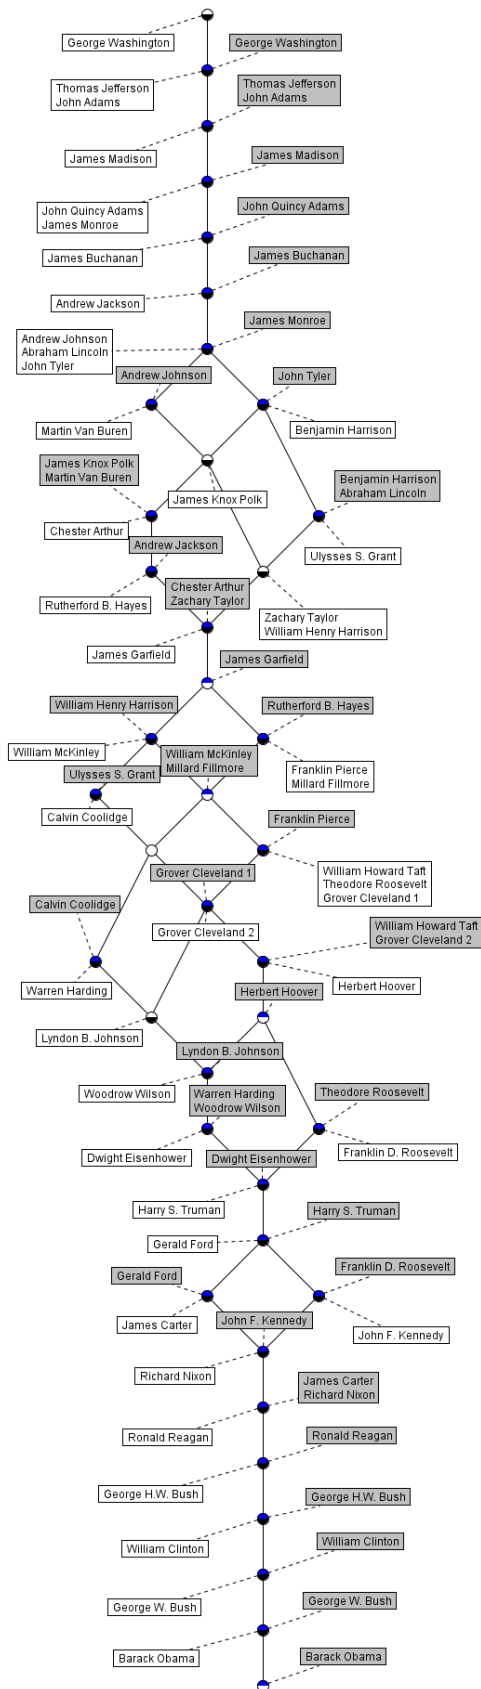 George Washington
George Washington
Thomas Jefferson
John Adams
Thomas Jefferson
John Adams
James Madison
James Madison
John Quincy Adams
James Monroe
John Quincy Adams
James Buchanan
James Buchanan
Andrew Jackson
James Monroe
Andrew Johnson
Abraham Lincoln
John Tyler
Andrew Johnson
John Tyler
Martin Van Buren
Benjamin Harrison
James Knox Polk
Martin Van Buren
James Knox Polk
Benjamin Harrison
Abraham Lincoln
Chester Arthur
Andrew Jackson
Ulysses S. Grant
Chester Arthur
Zachary Taylor
Rutherford B. Hayes
Zachary Taylor
William Henry Harrison
James Garfield
James Garfield
William Henry Harrison
Rutherford B. Hayes
William McKinley
William McKinley
Millard Fillmore
Franklin Pierce
Millard Fillmore
Ulysses S. Grant
Calvin Coolidge
Franklin Pierce
Grover Cleveland 1
William Howard Taft
Theodore Roosevelt
Grover Cleveland 1
Calvin Coolidge
Grover Cleveland 2
William Howard Taft
Grover Cleveland 2
Warren Harding
Herbert Hoover
Herbert Hoover
Lyndon B. Johnson
Lyndon B. Johnson
Woodrow Wilson
Warren Harding
Woodrow Wilson
Theodore Roosevelt
Dwight Eisenhower
Dwight Eisenhower
Franklin D. Roosevelt
Harry S. Truman
Harry S. Truman
Gerald Ford
Gerald Ford
Franklin D. Roosevelt
James Carter
John F. Kennedy
John F. Kennedy
Richard Nixon
James Carter
Richard Nixon
Ronald Reagan
Ronald Reagan
George H.W. Bush
George H.W. Bush
William Clinton
William Clinton
George W. Bush
George W. Bush
Barack Obama
Barack Obama